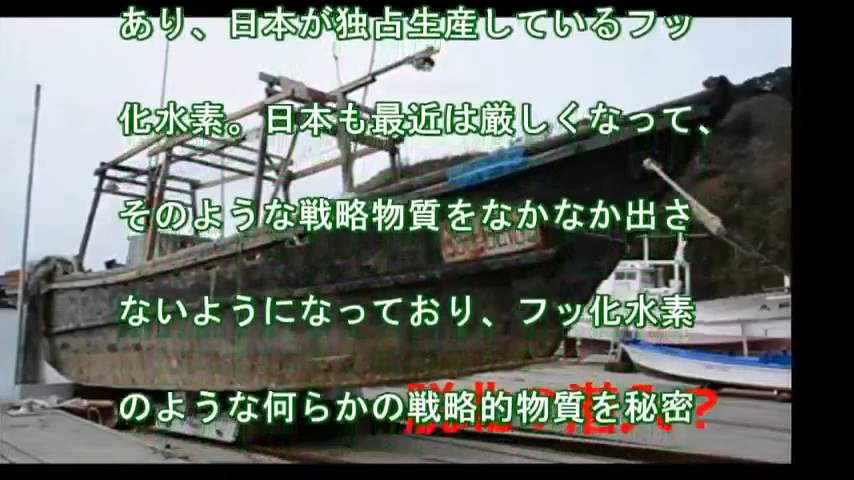 あり、日本が独占生産しているフッ
化水素。日本も最近は厳しくなって、
そのような戦略物質をなかなか出さ
ないようになっており、フッ化水素
のような何らかの戦略的物質を秘密